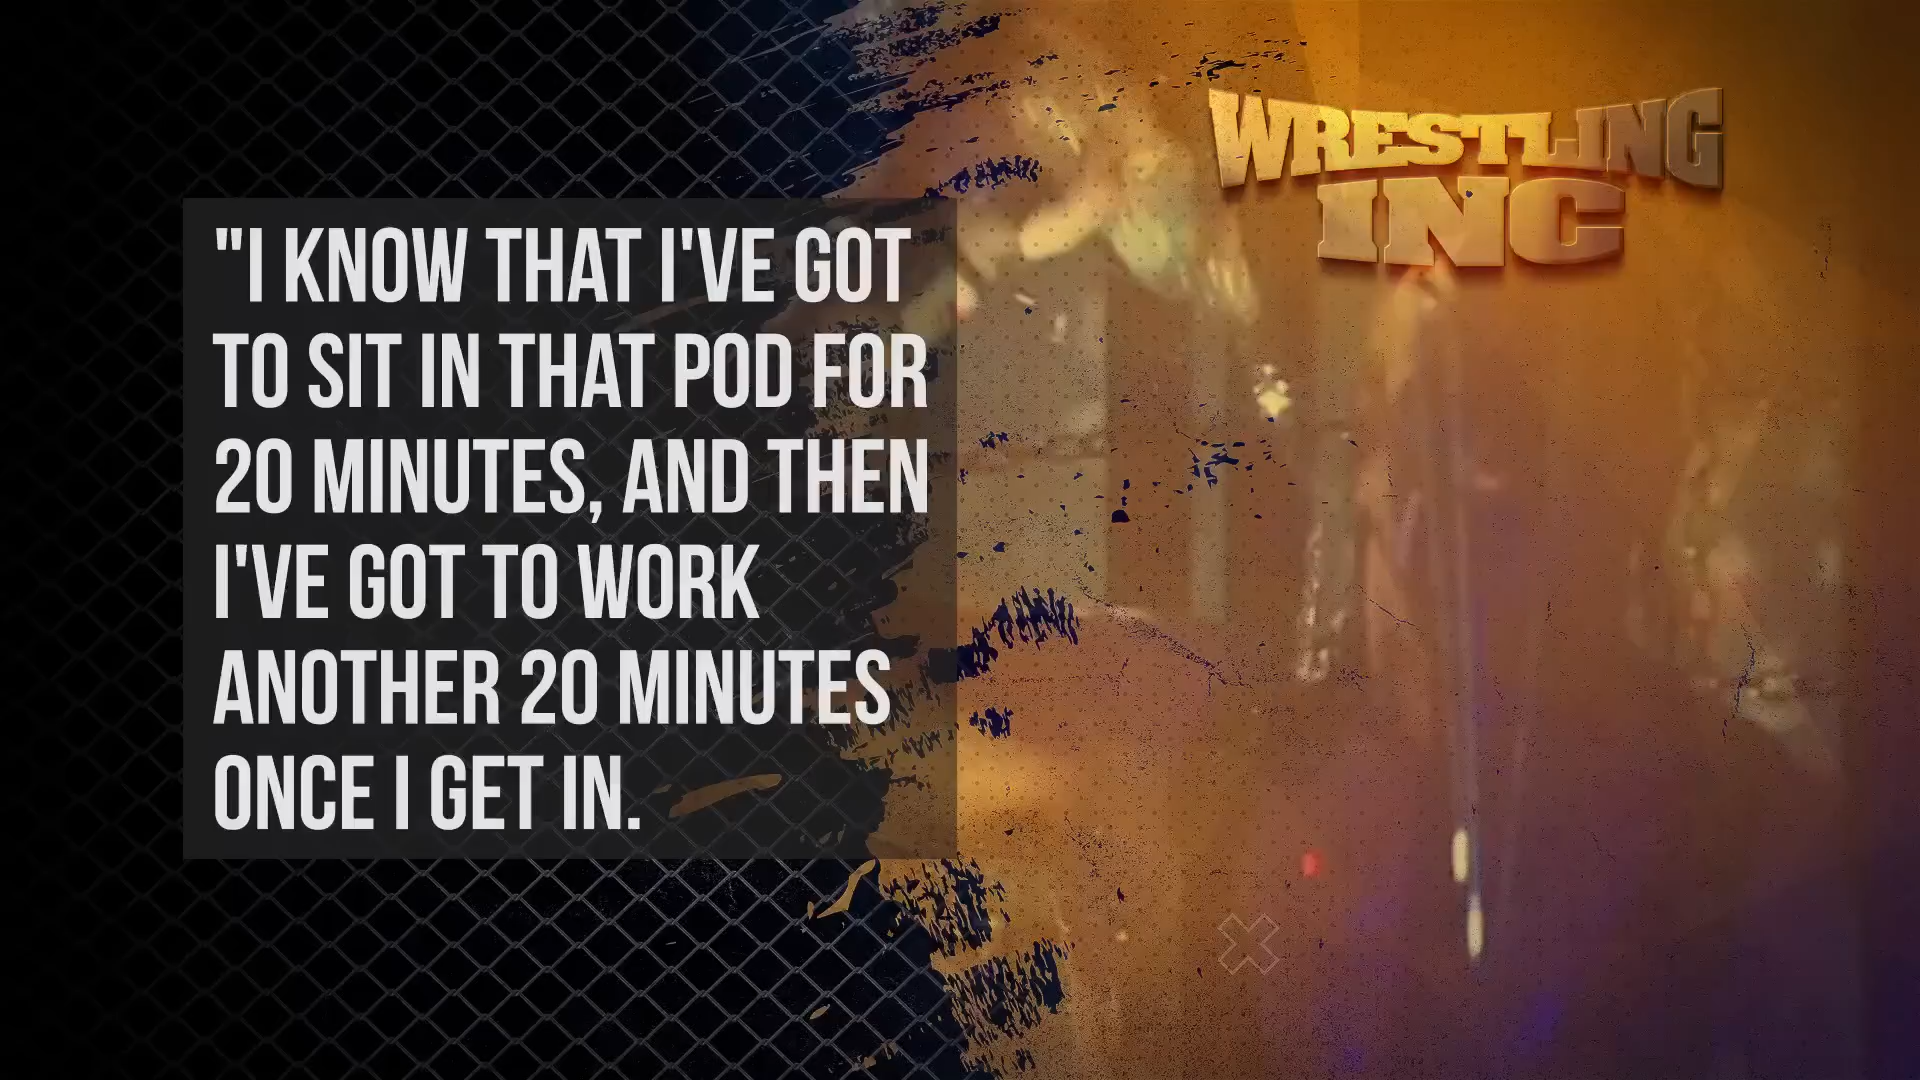 "I KNOW THAT I'VE GOT
TO SIT IN THAT POD FOR
20 MINUTES, AND THEN
I'VE GOT TO WORK
ANOTHER 20 MINUTES
ONCE I GET IN.
WRESTLING
INC